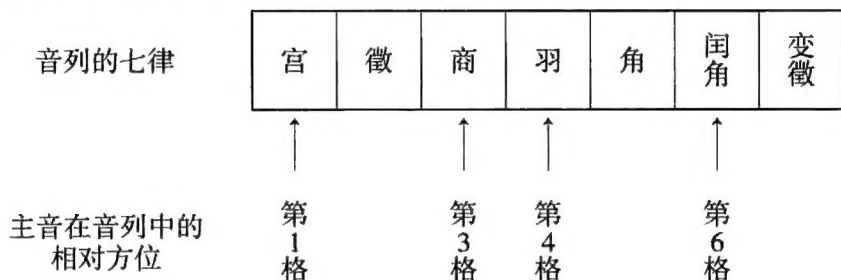 音列的七律 宫 徵 商 羽 角 闰角 变徵
主音在音列中的相对方位 第1格 第3格 第4格 第6格